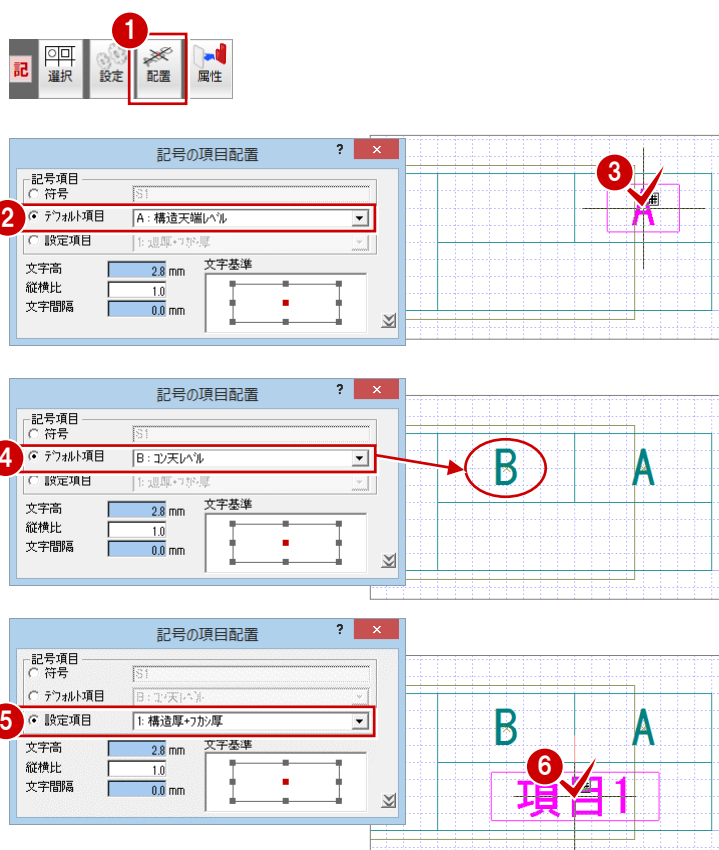 1
記 選択 設定 配置 属性
記号の項目配置 ? ×
記号項目
符号 S1
2 デフォルト項目 A : 構造天端レベル
設定項目 1: 構造厚+フカシ厚
文字高 2.8 mm 文字基準
縦横比 1.0
文字間隔 0.0 mm
3
A
記号の項目配置 ? ×
記号項目
符号 S1
4 デフォルト項目 B : コン天レベル
設定項目 1: 構造厚+フカシ厚
文字高 2.8 mm 文字基準
縦横比 1.0
文字間隔 0.0 mm
B A
記号の項目配置 ? ×
記号項目
符号 S1
デフォルト項目 B : コン天レベル
5 設定項目 1: 構造厚+フカシ厚
文字高 2.8 mm 文字基準
縦横比 1.0
文字間隔 0.0 mm
B A
6
項目1